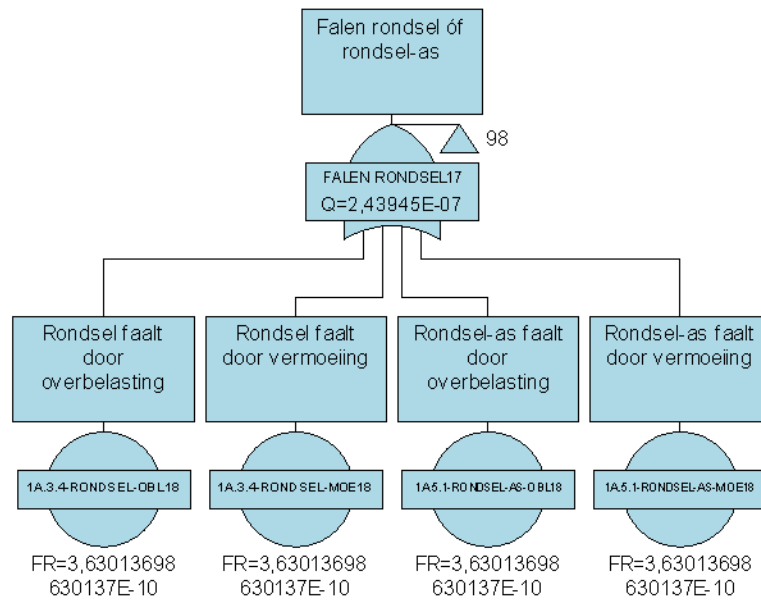 Falen rondsel óf
rondsel-as
98
FALEN RONDSEL17
Q=2,43945E-07
Rondsel faalt
door
overbelasting
Rondsel faalt
door vermoeiing
Rondsel-as faalt
door
overbelasting
Rondsel-as faalt
door vermoeiing
1A.3.4-RONDSEL-OBL18
1A.3.4-RONDSEL-MOE18
1A5.1-RONDSEL-AS-OBL18
1A5.1-RONDSEL-AS-MOE18
FR=3,63013698
630137E-10
FR=3,63013698
630137E-10
FR=3,63013698
630137E-10
FR=3,63013698
630137E-10